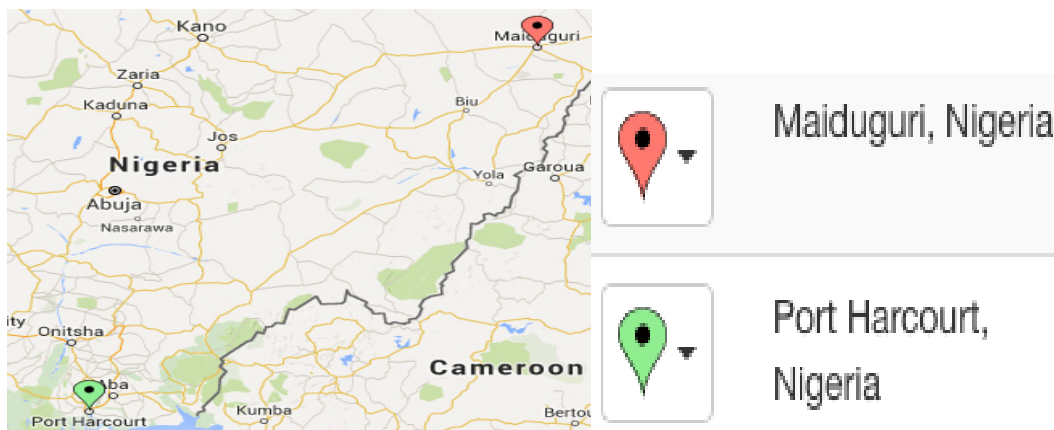 Kano
Maiduguri
Zaria
Kaduna
Biu
Jos
Nigeria
Garoua
Yola
Abuja
Nasarawa
ity
Onitsha
Cameroon
Aba
Kumba
Bertou
Port Harcourt
Maiduguri, Nigeria
Port Harcourt,
Nigeria